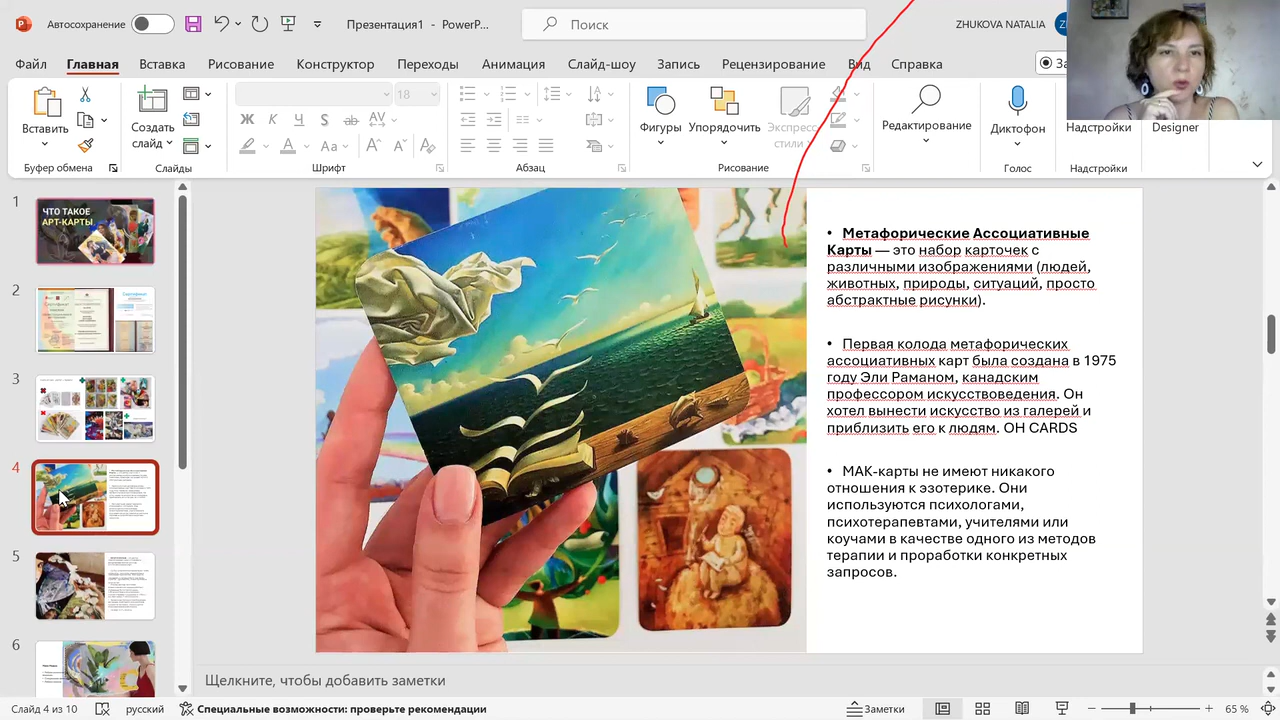 Автосохранение
Презентация1 - PowerP...
Поиск
ZHUKOVA NATALIA
Файл
Главная
Вставка
Рисование
Конструктор
Переходы
Анимация
Слайд-шоу
Запись
Рецензирование
Вид
Справка
Вставить
Буфер обмена
Создать
слайд
Слайды
18
Ж К Ч S ab AV
А А Aa А А А
Шрифт
Абзац
Фигуры
Упорядочить
Экспресс-
стили
Рисование
Редактирование
Диктофон
Голос
Надстройки
Надстройки
Designer
1
ЧТО ТАКОЕ
АРТ-КАРТЫ
2
3
4
5
6
• Метафорические Ассоциативные
Карты — это набор карточек с
различными изображениями (людей,
животных, природы, ситуаций, просто
абстрактные рисунки).
• Первая колода метафорических
ассоциативных карт была создана в 1975
году Эли Раманом, канадским
профессором искусствоведения. Он
хотел вынести искусство из галерей и
приблизить его к людям. OH CARDS
МАК-карты не имеют никакого
отношения к эзотерике. Они
используются психологами,
психотерапевтами, учителями или
коучами в качестве одного из методов
терапии и проработки конкретных
запросов.
Щелкните, чтобы добавить заметки
Слайд 4 из 10
русский
Специальные возможности: проверьте рекомендации
Заметки
65 %